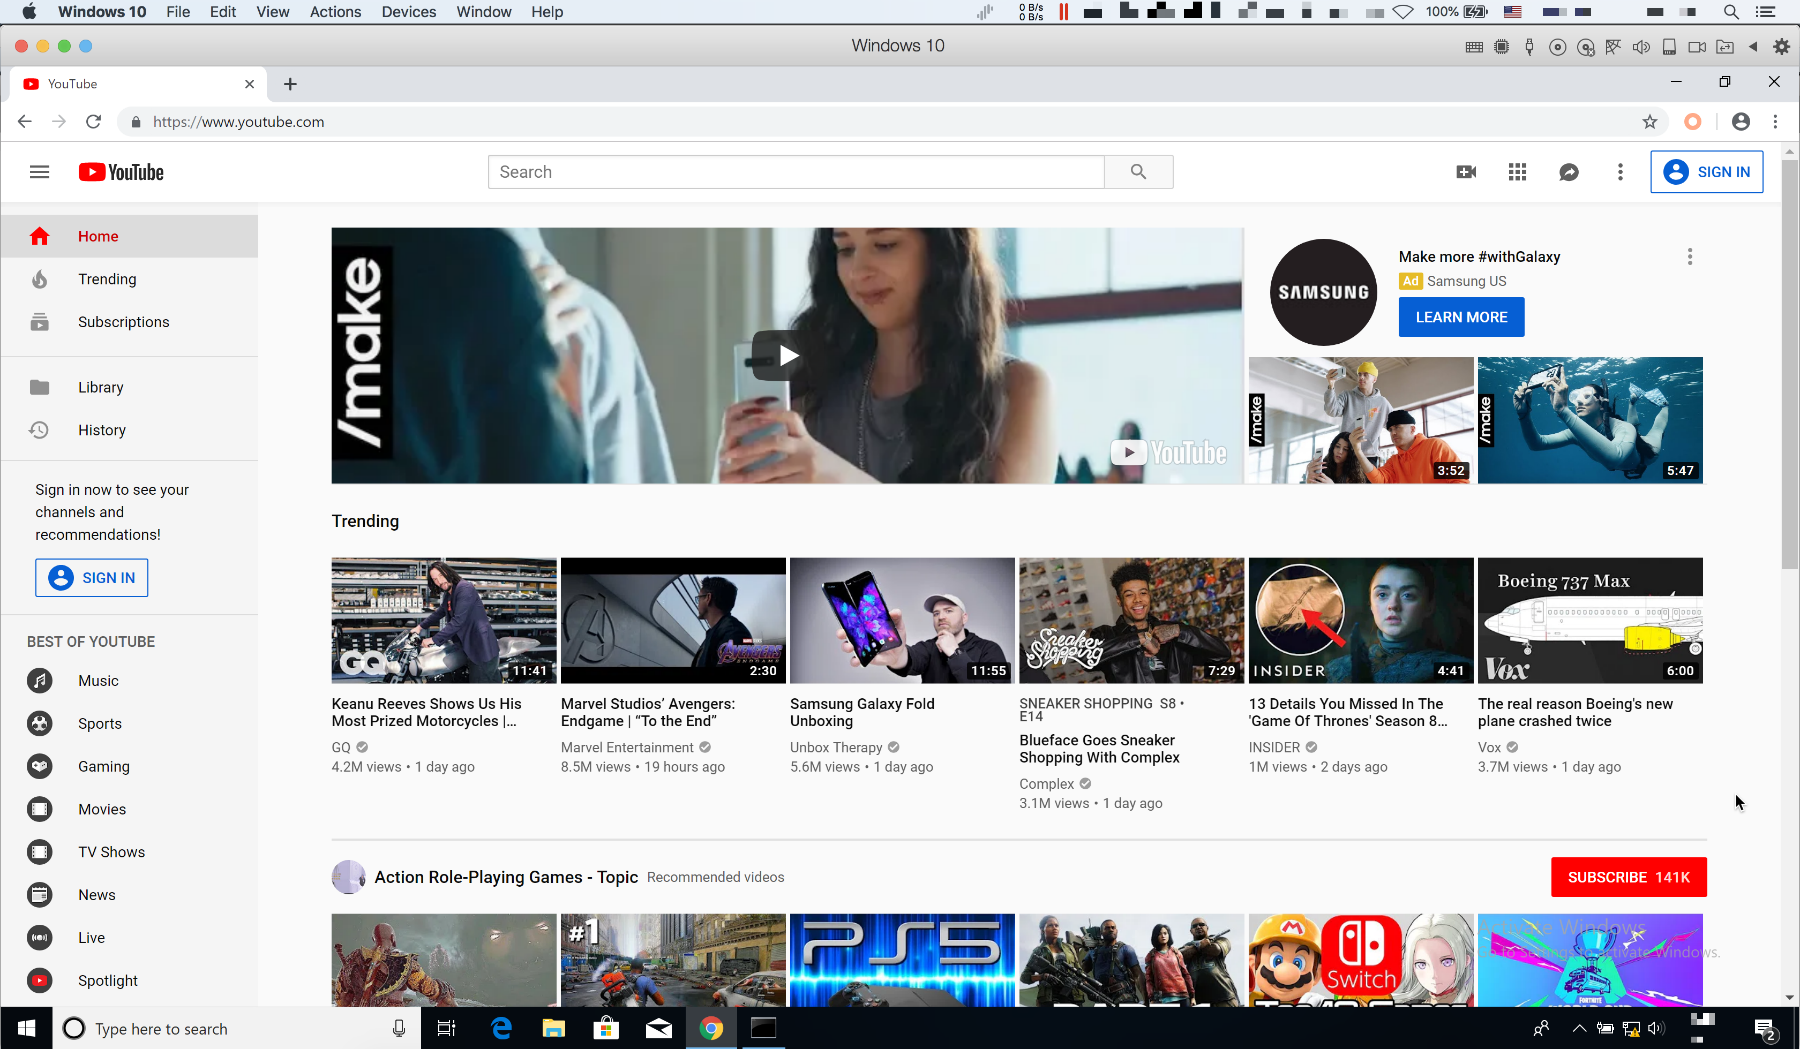 Windows 10 File Edit View Actions Devices Window Help
0 B/s
0 B/s
100%
Windows 10
YouTube
https://www.youtube.com
YouTube
Search
SIGN IN
Home
Trending
Subscriptions
Library
History
Sign in now to see your
channels and
recommendations!
SIGN IN
BEST OF YOUTUBE
Music
Sports
Gaming
Movies
TV Shows
News
Live
Spotlight
/make
YouTube
SAMSUNG
Make more #withGalaxy
Ad Samsung US
LEARN MORE
/make
3:52
/make
5:47
Trending
GQ
11:41
Keanu Reeves Shows Us His
Most Prized Motorcycles |...
GQ
4.2M views • 1 day ago
AVENGERS
2:30
Marvel Studios’ Avengers:
Endgame | “To the End”
Marvel Entertainment
8.5M views • 19 hours ago
11:55
Samsung Galaxy Fold
Unboxing
Unbox Therapy
5.6M views • 1 day ago
Sneaker
Shopping
7:29
SNEAKER SHOPPING S8 •
E14
Blueface Goes Sneaker
Shopping With Complex
Complex
3.1M views • 1 day ago
INSIDER
4:41
13 Details You Missed In The
'Game Of Thrones' Season 8...
INSIDER
1M views • 2 days ago
Boeing 737 Max
Vox
6:00
The real reason Boeing's new
plane crashed twice
Vox
3.7M views • 1 day ago
Action Role-Playing Games - Topic Recommended videos
SUBSCRIBE 141K
#1
PS5
Switch
FORTNITE
Windows
Windows.
Type here to search
2